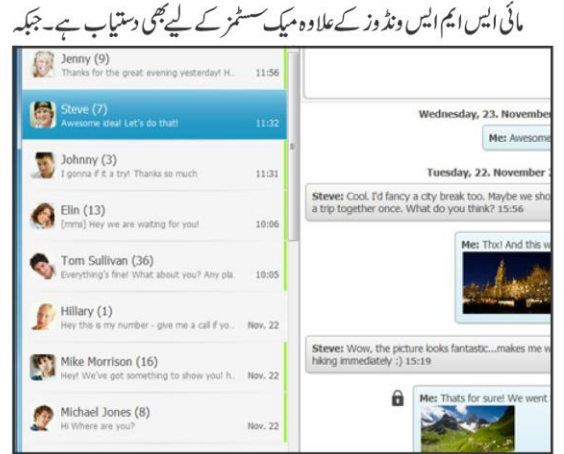 مائی ایس ایم ایس ونڈوز کے علاوہ میک سسٹمز کے لیے بھی دستیاب ہے۔ جبکہ
Jenny (9)
Thanks for the great evening yesterday! H.. 11:56
Steve (7)
Awesome idea! Let's do that! 11:32
Johnny (3)
I gonna if it a try! Thanks so much 11:31
Elin (13)
[mms] Hey we are waiting for you! 10:06
Tom Sullivan (36)
Everything's fine! What about you? Any pla. 10:05
Hillary (1)
Hey this is my number - give me a call if yo.. Nov. 22
Mike Morrison (16)
Hey! We've got something to show you! h. Nov. 22
Michael Jones (8)
Hi Where are you? Nov. 22
Wednesday, 23. November
Me: Awesome
Tuesday, 22. November 2
Steve: Cool. I'd fancy a city break too. Maybe we sho
a trip together once. What do you think? 15:56
Me: Thx! And this w
Steve: Wow, the picture looks fantastic...makes me w
hiking immediately :) 15:19
Me: Thats for sure! We went